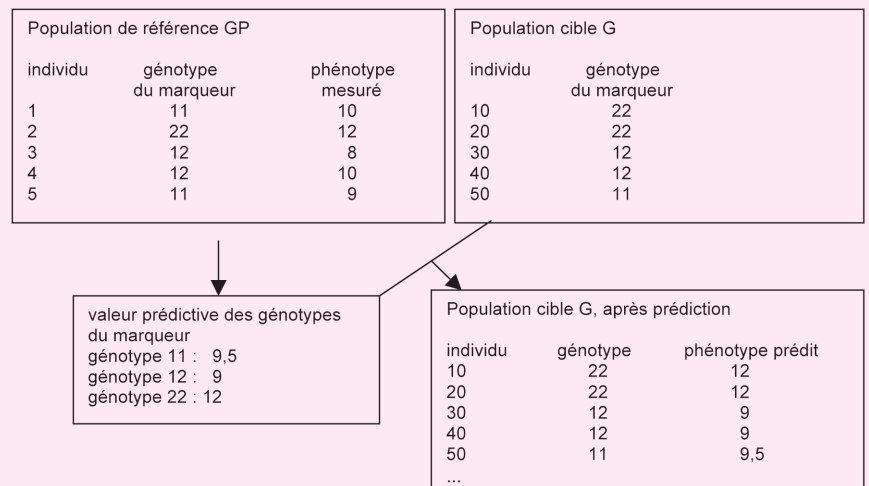 Population de référence GP
individu génotype phénotype
du marqueur mesuré
1 11 10
2 22 12
3 12 8
4 12 10
5 11 9
Population cible G
individu génotype
du marqueur
10 22
20 22
30 12
40 12
50 11
valeur prédictive des génotypes
du marqueur
génotype 11 : 9,5
génotype 12 : 9
génotype 22 : 12
Population cible G, après prédiction
individu génotype phénotype prédit
10 22 12
20 22 12
30 12 9
40 12 9
50 11 9,5
...